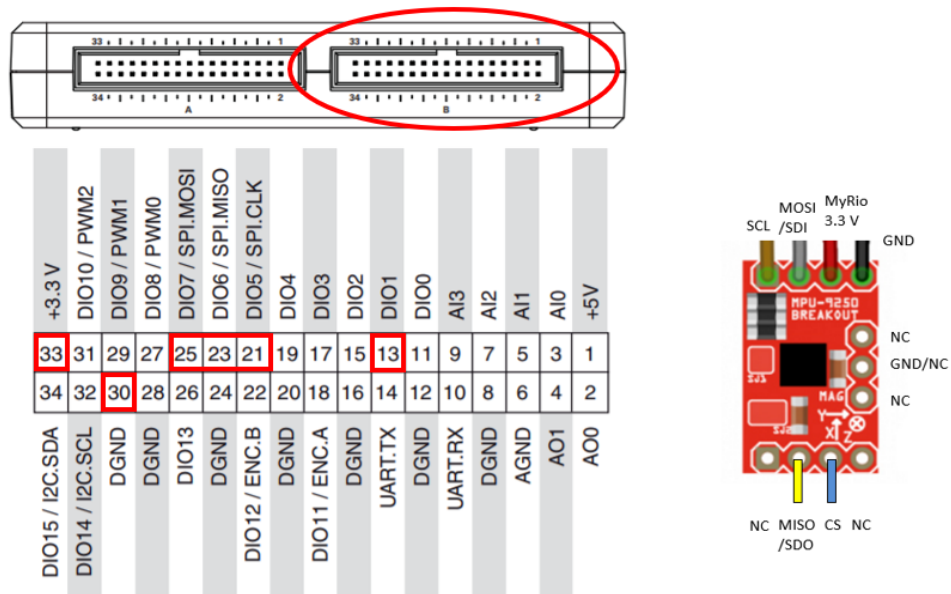 33 1 33 1
34 2 34 2
A B
+3.3 V
DIO10 / PWM2
DIO9 / PWM1
DIO8 / PWM0
DIO7 / SPI.MOSI
DIO6 / SPI.MISO
DIO5 / SPI.CLK
DIO4
DIO3
DIO2
DIO1
DIO0
AI3
AI2
AI1
AI0
+5V
33 31 29 27 25 23 21 19 17 15 13 11 9 7 5 3 1
34 32 30 28 26 24 22 20 18 16 14 12 10 8 6 4 2
DIO15 / I2C.SDA
DIO14 / I2C.SCL
DGND
DGND
DIO13
DGND
DIO12 / ENC.B
DGND
DIO11 / ENC.A
DGND
UART.TX
DGND
UART.RX
DGND
AGND
AO1
AO0
SCL
MOSI
/SDI
MyRio
3.3 V
GND
MPU-9250
BREAKOUT
NC
GND/NC
NC
SJ1
MAG
SJ2
Y
X Z
NC
MISO
/SDO
CS
NC